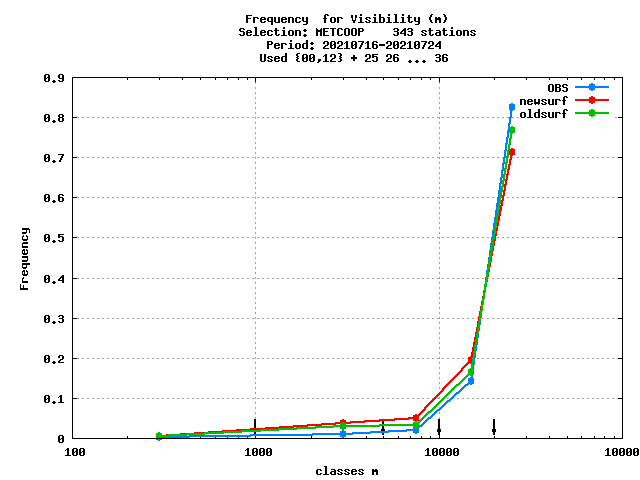 Frequency  for Visibility (m)
Selection: METCOOP    343 stations
Period: 20210716-20210724
Used {00,12} + 25 26 ... 36
OBS
newsurf
oldsurf
0.9
0.8
0.7
0.6
0.5
0.4
0.3
0.2
0.1
0
Frequency
100
1000
10000
10000
classes m